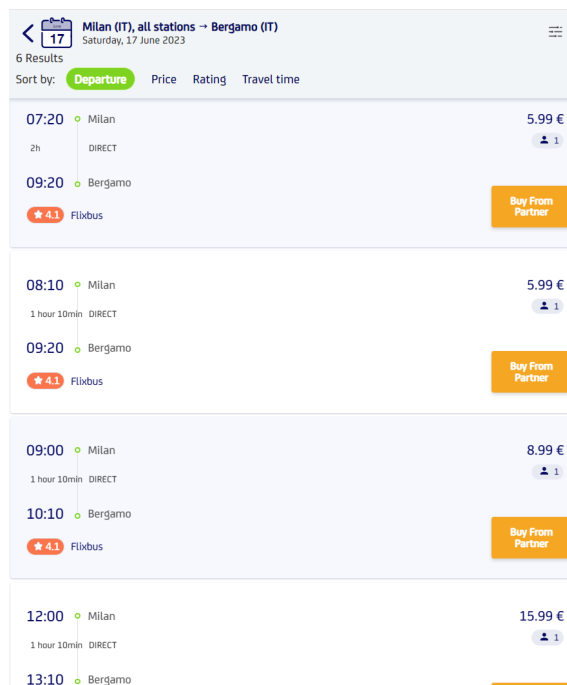 17
Milan (IT), all stations → Bergamo (IT)
Saturday, 17 June 2023
6 Results
Sort by: Departure Price Rating Travel time
07:20 Milan 5.99 €
1
2h DIRECT
09:20 Bergamo
Buy From
Partner
4.1 Flixbus
08:10 Milan 5.99 €
1
1 hour 10min DIRECT
09:20 Bergamo
Buy From
Partner
4.1 Flixbus
09:00 Milan 8.99 €
1
1 hour 10min DIRECT
10:10 Bergamo
Buy From
Partner
4.1 Flixbus
12:00 Milan 15.99 €
1
1 hour 10min DIRECT
13:10 Bergamo